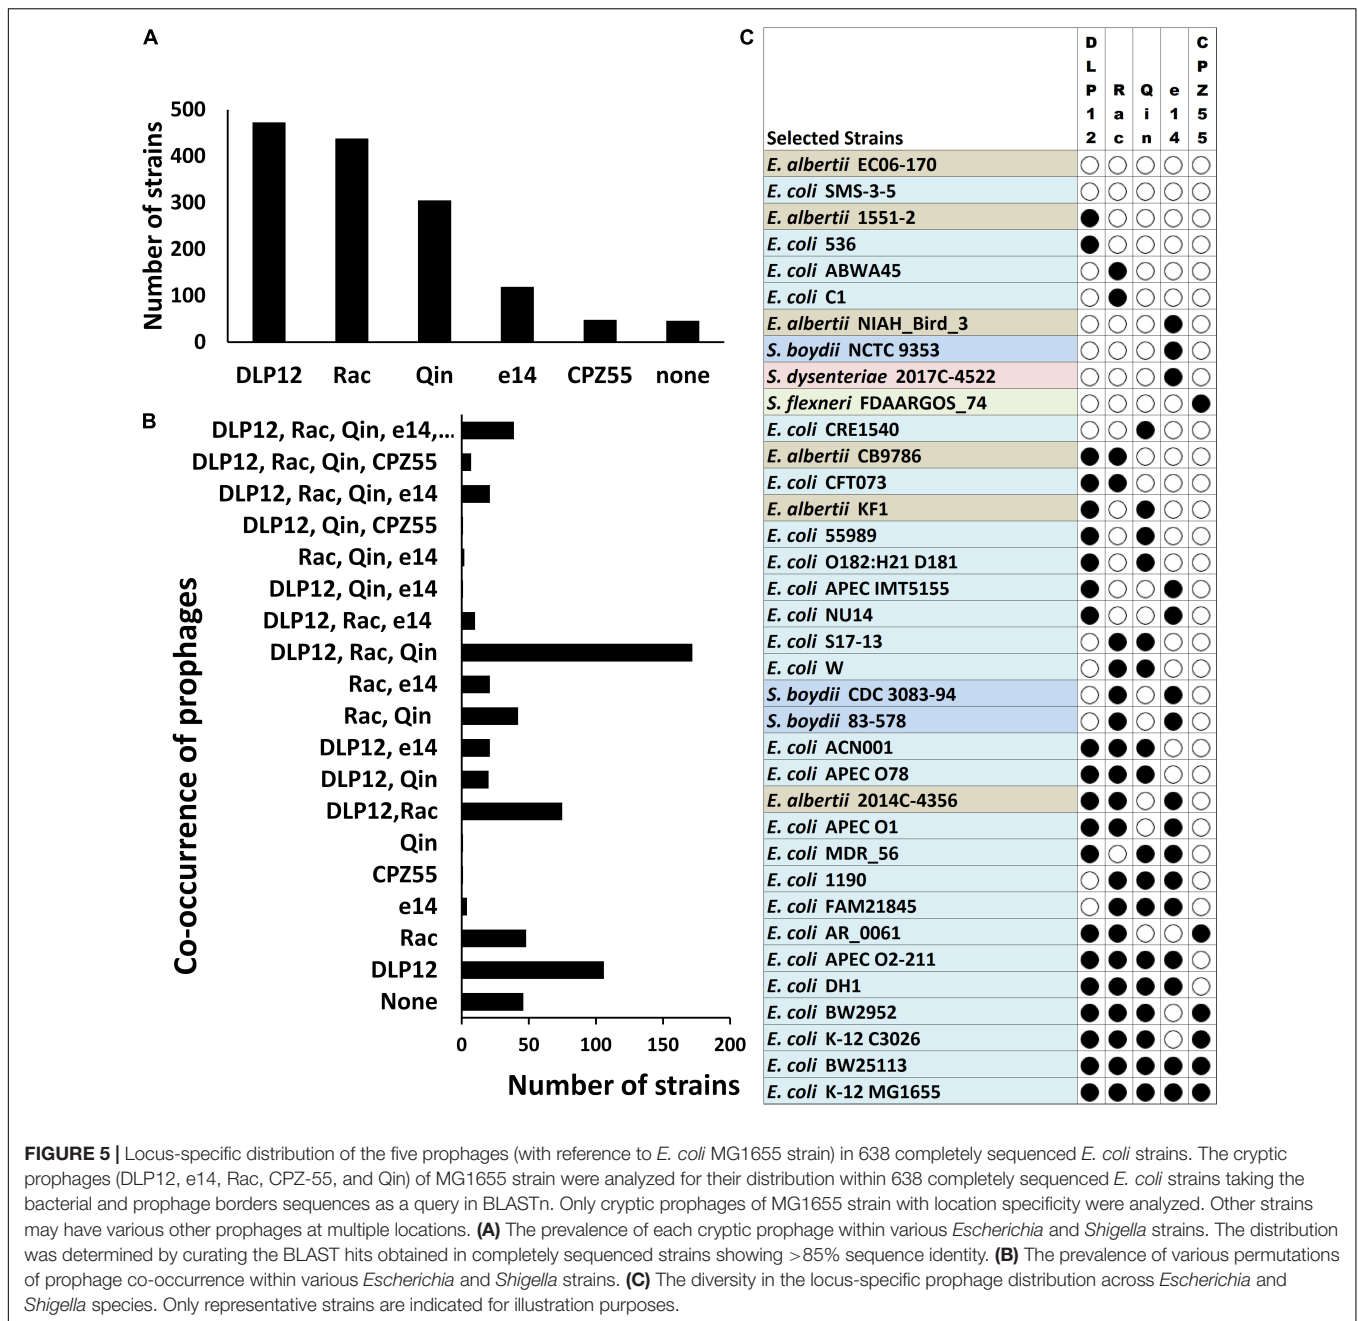 A
Number of strains
500
400
300
200
100
0
DLP12 Rac Qin e14 CPZ55 none
B
Co-occurrence of prophages
DLP12, Rac, Qin, e14,...
DLP12, Rac, Qin, CPZ55
DLP12, Rac, Qin, e14
DLP12, Qin, CPZ55
Rac, Qin, e14
DLP12, Qin, e14
DLP12, Rac, e14
DLP12, Rac, Qin
Rac, e14
Rac, Qin
DLP12, e14
DLP12, Qin
DLP12,Rac
Qin
CPZ55
e14
Rac
DLP12
None
0 50 100 150 200
Number of strains
C
Selected Strains DLP12 Rac Qin e14 CPZ55
E. albertii EC06-170
E. coli SMS-3-5
E. albertii 1551-2
E. coli 536
E. coli ABWA45
E. coli C1
E. albertii NIAH_Bird_3
S. boydii NCTC 9353
S. dysenteriae 2017C-4522
S. flexneri FDAARGOS_74
E. coli CRE1540
E. albertii CB9786
E. coli CFT073
E. albertii KF1
E. coli 55989
E. coli O182:H21 D181
E. coli APEC IMT5155
E. coli NU14
E. coli S17-13
E. coli W
S. boydii CDC 3083-94
S. boydii 83-578
E. coli ACN001
E. coli APEC O78
E. albertii 2014C-4356
E. coli APEC O1
E. coli MDR_56
E. coli 1190
E. coli FAM21845
E. coli AR_0061
E. coli APEC O2-211
E. coli DH1
E. coli BW2952
E. coli K-12 C3026
E. coli BW25113
E. coli K-12 MG1655
FIGURE 5 | Locus-specific distribution of the five prophages (with reference to E. coli MG1655 strain) in 638 completely sequenced E. coli strains. The cryptic
prophages (DLP12, e14, Rac, CPZ-55, and Qin) of MG1655 strain were analyzed for their distribution within 638 completely sequenced E. coli strains taking the
bacterial and prophage borders sequences as a query in BLASTn. Only cryptic prophages of MG1655 strain with location specificity were analyzed. Other strains
may have various other prophages at multiple locations. (A) The prevalence of each cryptic prophage within various Escherichia and Shigella strains. The distribution
was determined by curating the BLAST hits obtained in completely sequenced strains showing >85% sequence identity. (B) The prevalence of various permutations
of prophage co-occurrence within various Escherichia and Shigella strains. (C) The diversity in the locus-specific prophage distribution across Escherichia and
Shigella species. Only representative strains are indicated for illustration purposes.